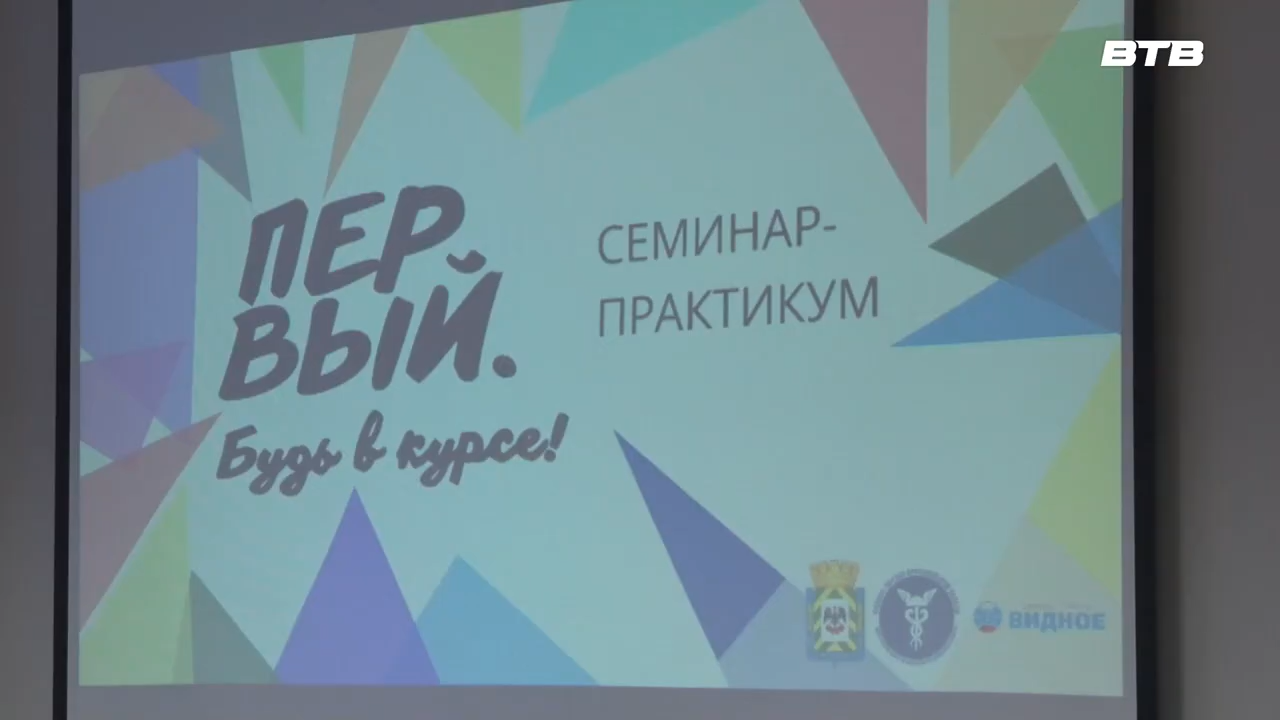 ВТВ
ПЕР
ВЫЙ.
Будь в курсе!
СЕМИНАР-
ПРАКТИКУМ
ВИДНОЕ